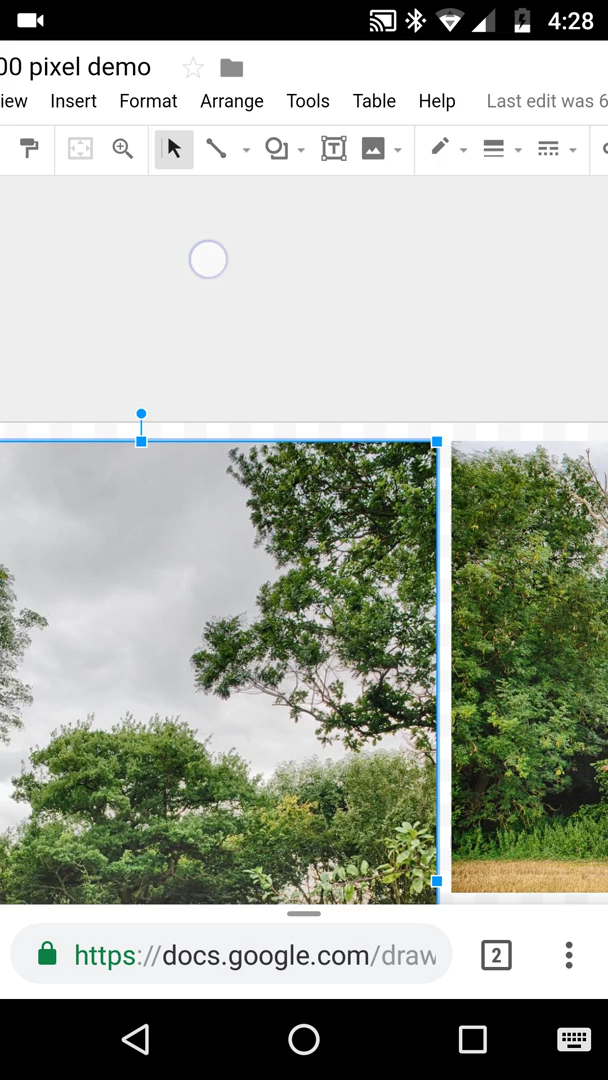 4:28
00 pixel demo
iew Insert Format Arrange Tools Table Help Last edit was 6
T
https://docs.google.com/draw
2